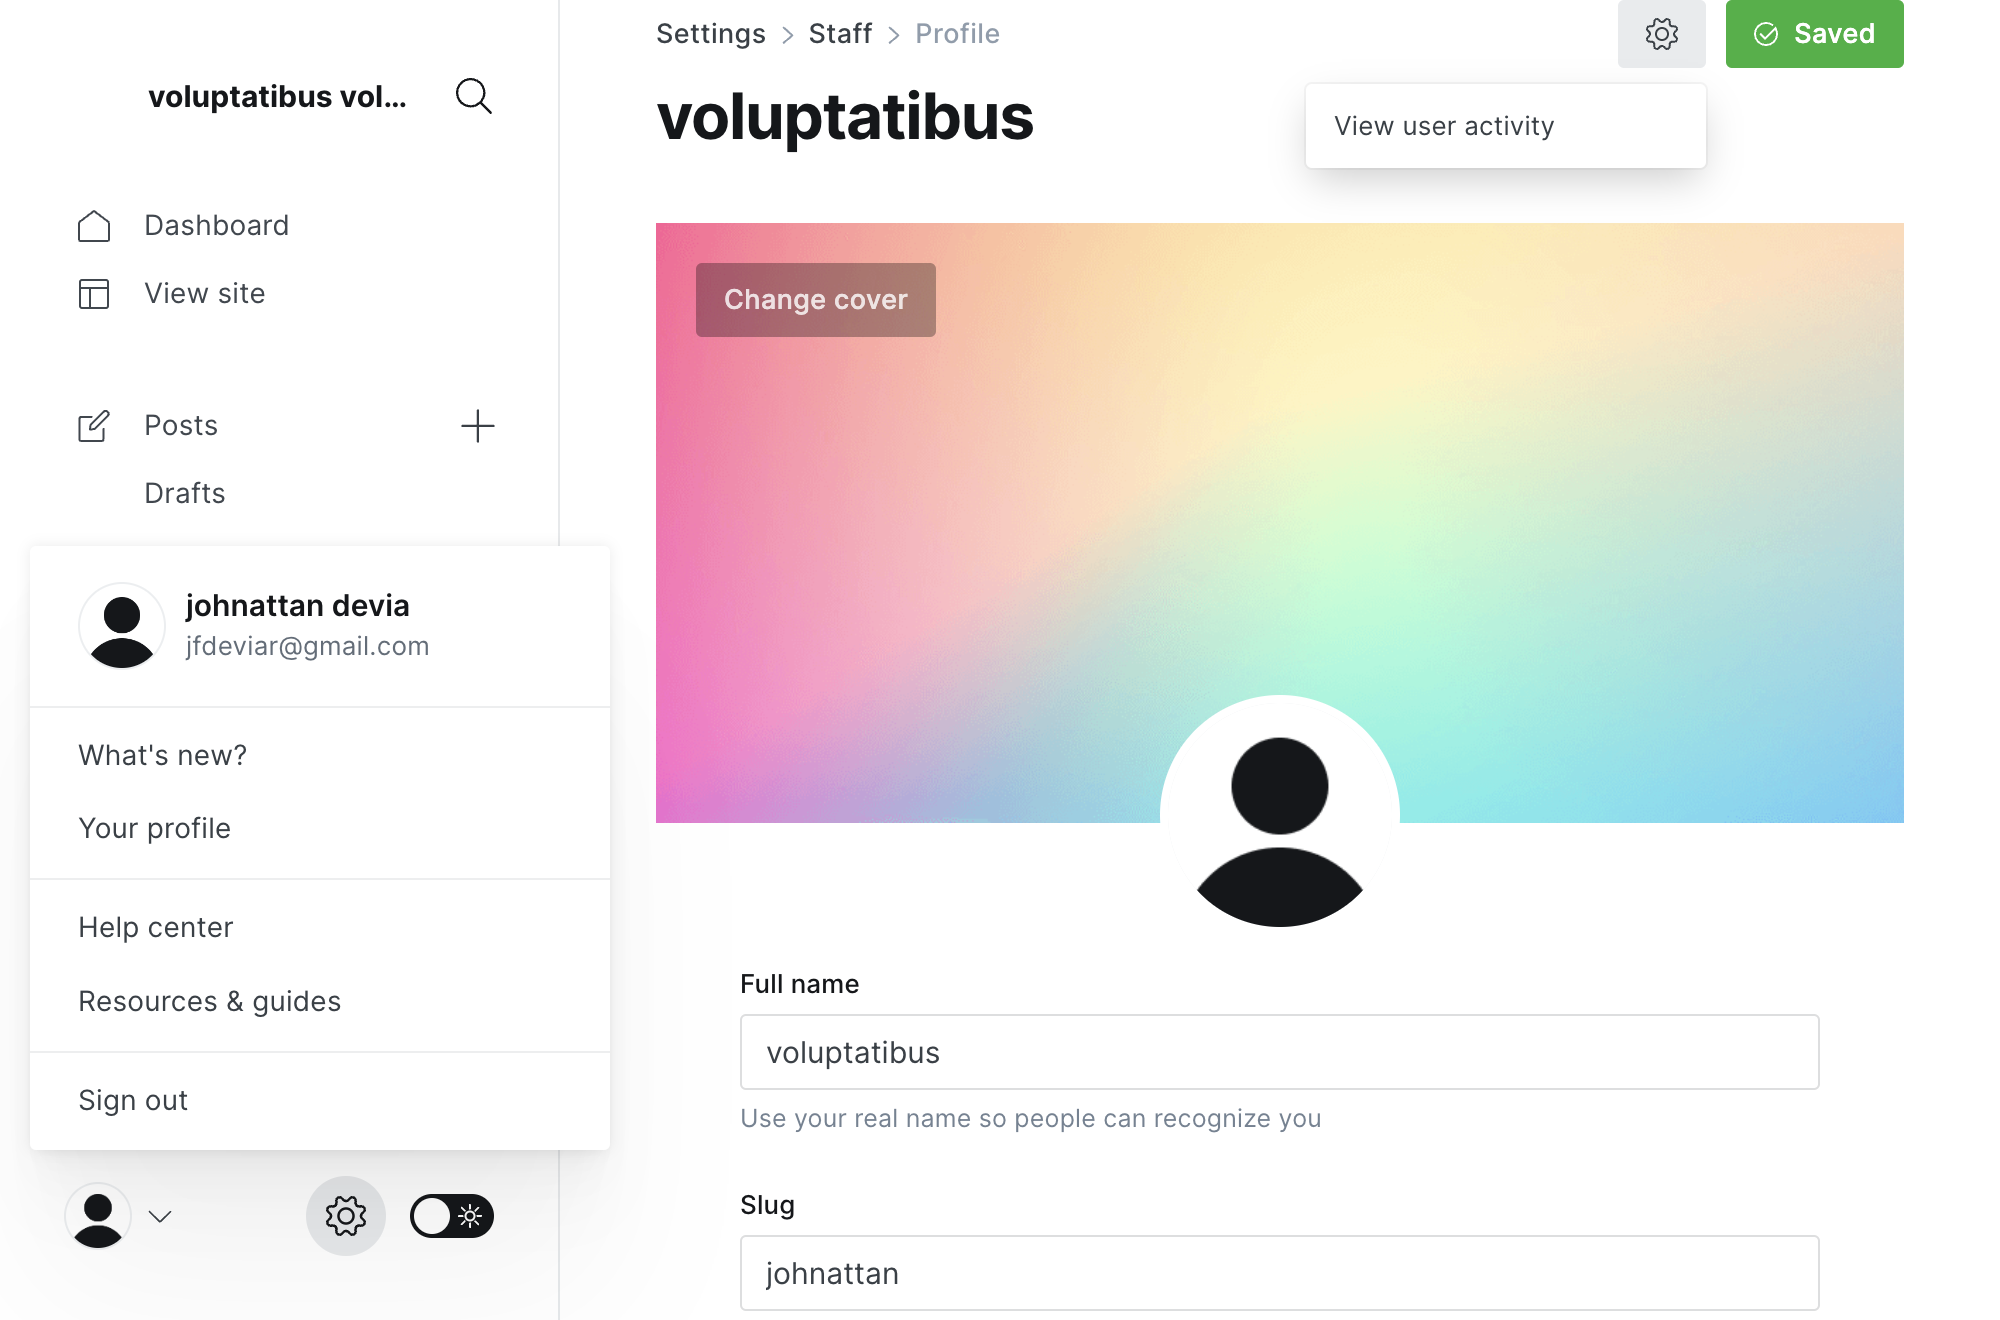 voluptatibus vol...
Dashboard
View site
Posts
Drafts
johnattan devia
jfdeviar@gmail.com
What's new?
Your profile
Help center
Resources & guides
Sign out
Settings > Staff > Profile
Saved
voluptatibus
View user activity
Change cover
Full name
voluptatibus
Use your real name so people can recognize you
Slug
johnattan